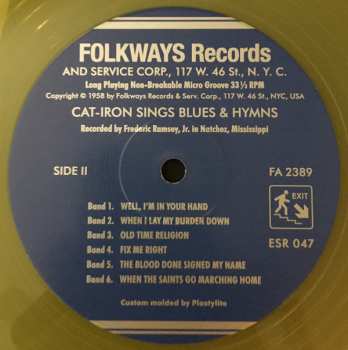 FOLKWAYS Records
AND SERVICE CORP., 117 W. 46 St., N. Y. C.
Long Playing Non-Breakable Micro Groove 33⅓ RPM
Copyright © 1958 by Folkways Records & Serv. Corp., 117 W. 46 St., NYC, USA
CAT-IRON SINGS BLUES & HYMNS
Recorded by Frederic Ramsey, Jr. in Natchez, Mississippi
SIDE II
FA 2389
EXIT
ESR 047
Band 1. WELL, I'M IN YOUR HAND
Band 2. WHEN I LAY MY BURDEN DOWN
Band 3. OLD TIME RELIGION
Band 4. FIX ME RIGHT
Band 5. THE BLOOD DONE SIGNED MY NAME
Band 6. WHEN THE SAINTS GO MARCHING HOME
Custom molded by Plastylite